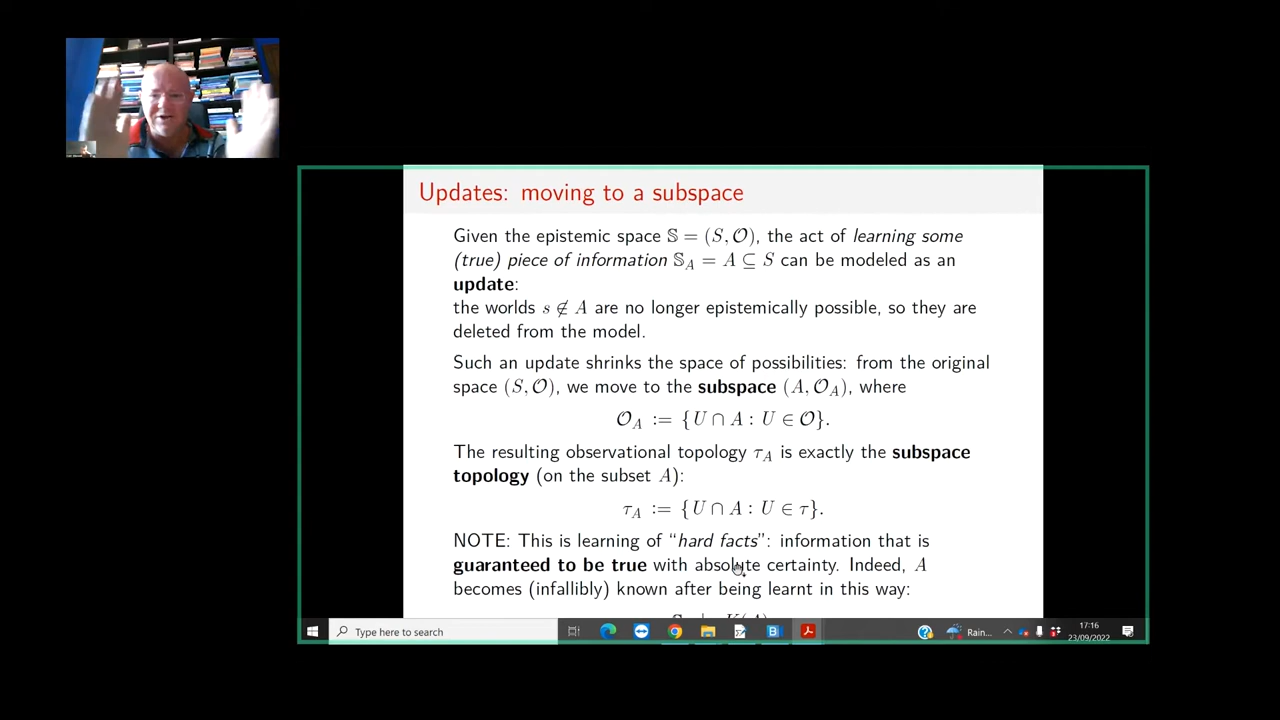 Updates: moving to a subspace
Given the epistemic space 𝕊 = (S, 𝒪), the act of learning some
(true) piece of information 𝕊_A = A ⊆ S can be modeled as an
update:
the worlds s ∉ A are no longer epistemically possible, so they are
deleted from the model.
Such an update shrinks the space of possibilities: from the original
space (S, 𝒪), we move to the subspace (A, 𝒪_A), where
𝒪_A := {U ∩ A : U ∈ 𝒪}.
The resulting observational topology τ_A is exactly the subspace
topology (on the subset A):
τ_A := {U ∩ A : U ∈ τ}.
NOTE: This is learning of “hard facts”: information that is
guaranteed to be true with absolute certainty. Indeed, A
becomes (infallibly) known after being learnt in this way:
Type here to search
Rain...
17:16
23/09/2022